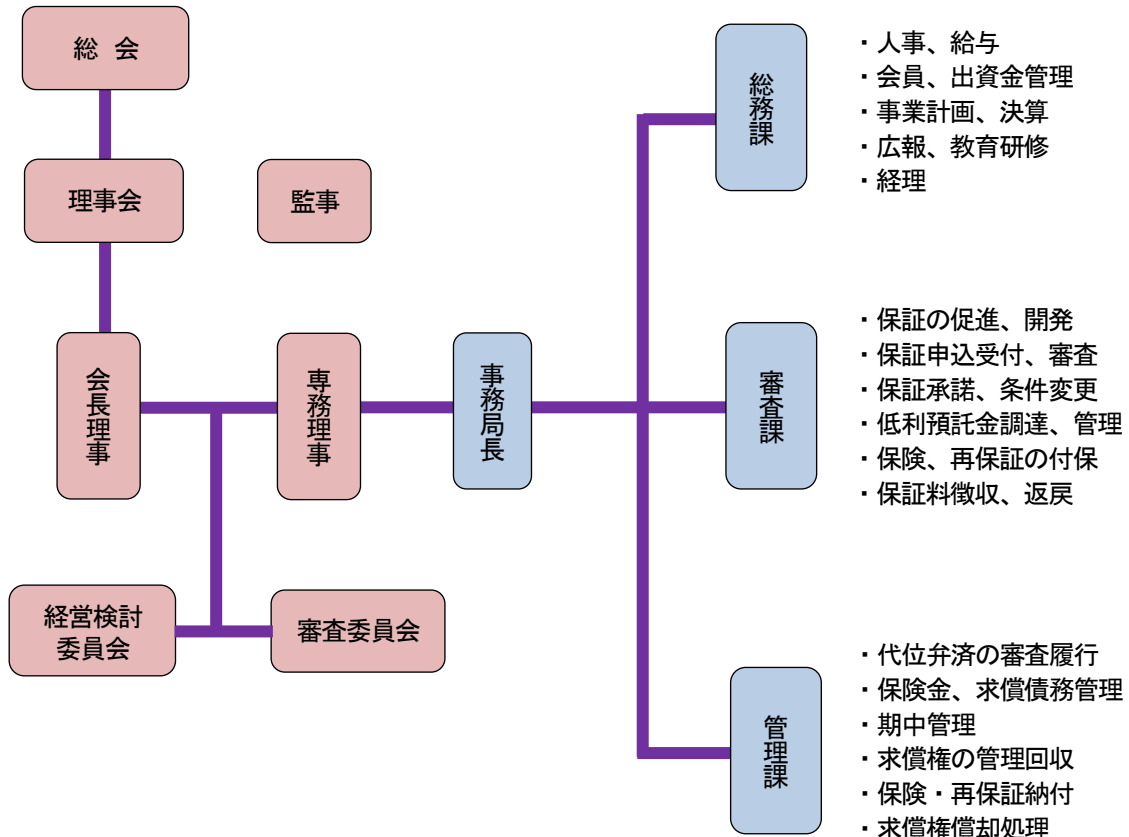 総 会
理事会
監事
会長理事
専務理事
事務局長
経営検討
委員会
審査委員会
総務課
・人事、給与
・会員、出資金管理
・事業計画、決算
・広報、教育研修
・経理
審査課
・保証の促進、開発
・保証申込受付、審査
・保証承諾、条件変更
・低利預託金調達、管理
・保険、再保証の付保
・保証料徴収、返戻
管理課
・代位弁済の審査履行
・保険金、求償債務管理
・期中管理
・求償権の管理回収
・保険・再保証納付
・求償権償却処理